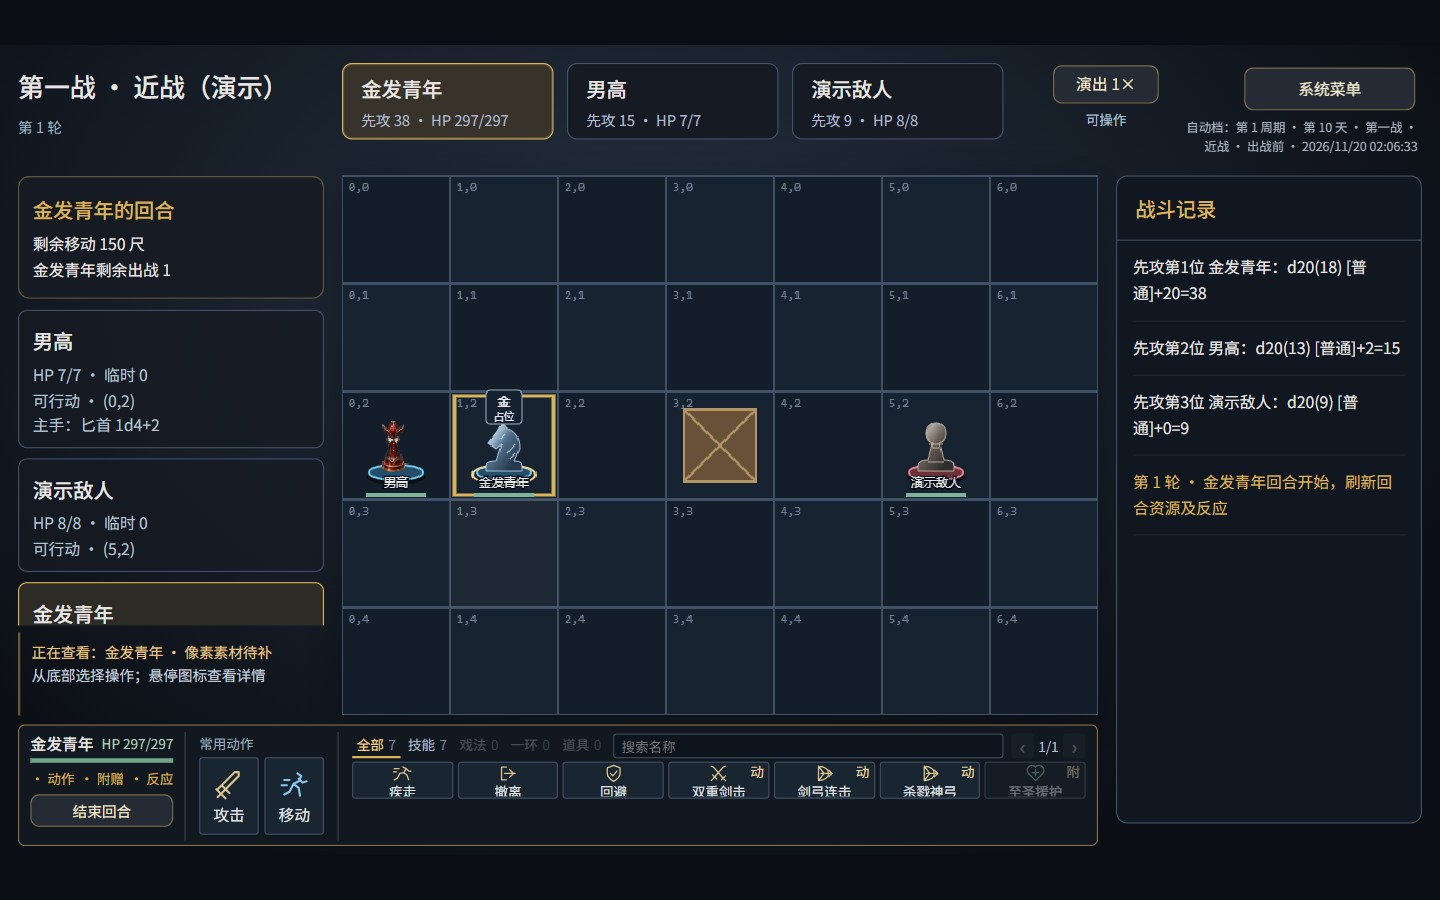 第一战 · 近战（演示）
第 1 轮
金发青年
先攻 38 · HP 297/297
男高
先攻 15 · HP 7/7
演示敌人
先攻 9 · HP 8/8
演出 1×
可操作
系统菜单
自动档：第 1 周期 · 第 10 天 · 第一战 ·
近战 · 出战前 · 2026/11/20 02:06:33
金发青年的回合
剩余移动 150 尺
金发青年剩余出战 1
男高
HP 7/7 · 临时 0
可行动 · (0,2)
主手：匕首 1d4+2
演示敌人
HP 8/8 · 临时 0
可行动 · (5,2)
金发青年
正在查看：金发青年 · 像素素材待补
从底部选择操作；悬停图标查看详情
0,0 1,0 2,0 3,0 4,0 5,0 6,0
0,1 1,1 2,1 3,1 4,1 5,1 6,1
0,2 1,2 2,2 3,2 4,2 5,2 6,2
金
占位
男高 金发青年 演示敌人
0,3 1,3 2,3 3,3 4,3 5,3 6,3
0,4 1,4 2,4 3,4 4,4 5,4 6,4
战斗记录
先攻第1位 金发青年：d20(18) [普
通]+20=38
先攻第2位 男高：d20(13) [普通]+2=15
先攻第3位 演示敌人：d20(9) [普
通]+0=9
第 1 轮 · 金发青年回合开始，刷新回
合资源及反应
金发青年 HP 297/297
· 动作 · 附赠 · 反应
结束回合
常用动作
攻击 移动
全部 7 技能 7 戏法 0 一环 0 道具 0 搜索名称 ‹ 1/1 ›
动 动 动 附
疾走 撤离 回避 双重剑击 剑弓连击 杀戮神弓 至圣援护